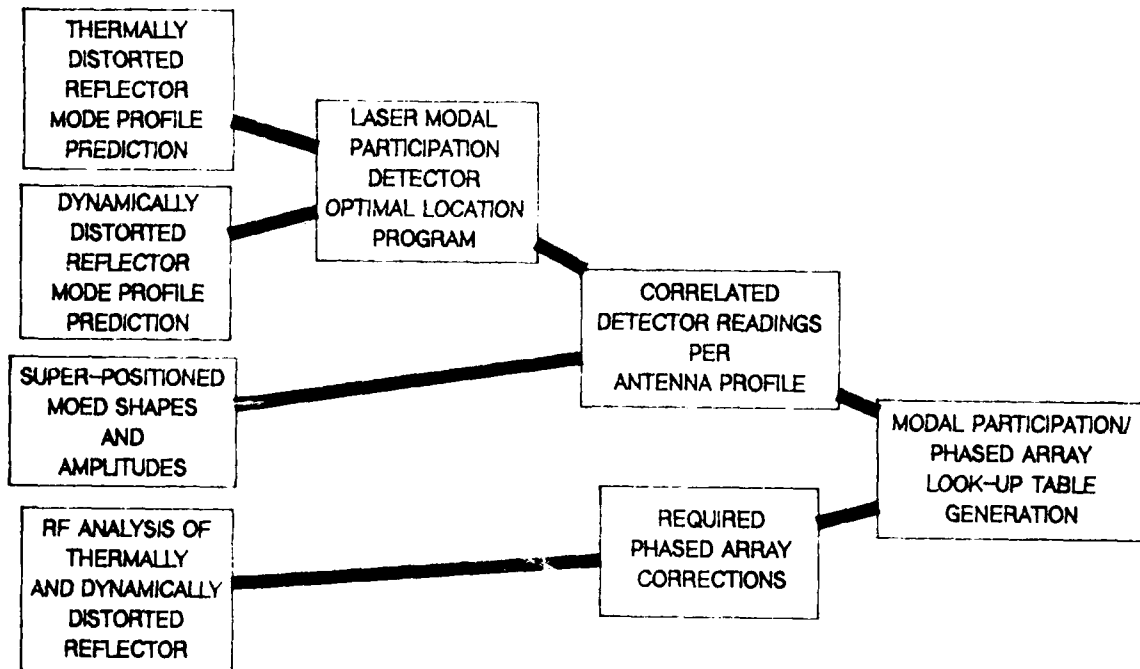 THERMALLY
DISTORTED
REFLECTOR
MODE PROFILE
PREDICTION
DYNAMICALLY
DISTORTED
REFLECTOR
MODE PROFILE
PREDICTION
SUPER-POSITIONED
MOED SHAPES
AND
AMPLITUDES
RF ANALYSIS OF
THERMALLY
AND DYNAMICALLY
DISTORTED
REFLECTOR
LASER MODAL
PARTICIPATION
DETECTOR
OPTIMAL LOCATION
PROGRAM
CORRELATED
DETECTOR READINGS
PER
ANTENNA PROFILE
REQUIRED
PHASED ARRAY
CORRECTIONS
MODAL PARTICIPATION/
PHASED ARRAY
LOOK-UP TABLE
GENERATION